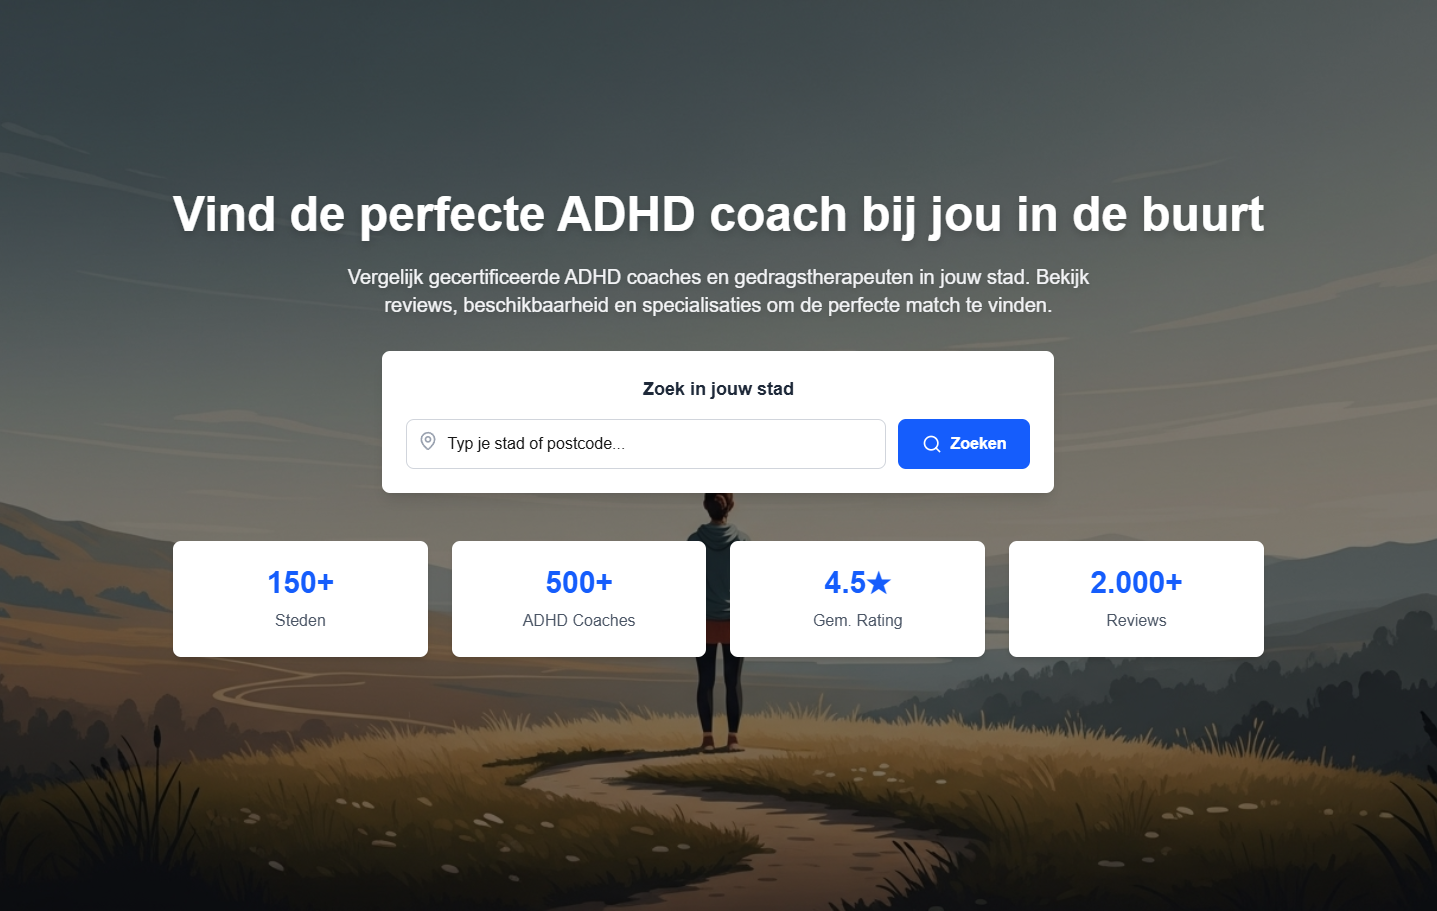 Vind de perfecte ADHD coach bij jou in de buurt
Vergelijk gecertificeerde ADHD coaches en gedragstherapeuten in jouw stad. Bekijk
reviews, beschikbaarheid en specialisaties om de perfecte match te vinden.
Zoek in jouw stad
Typ je stad of postcode...
Zoeken
150+
Steden
500+
ADHD Coaches
4.5★
Gem. Rating
2.000+
Reviews